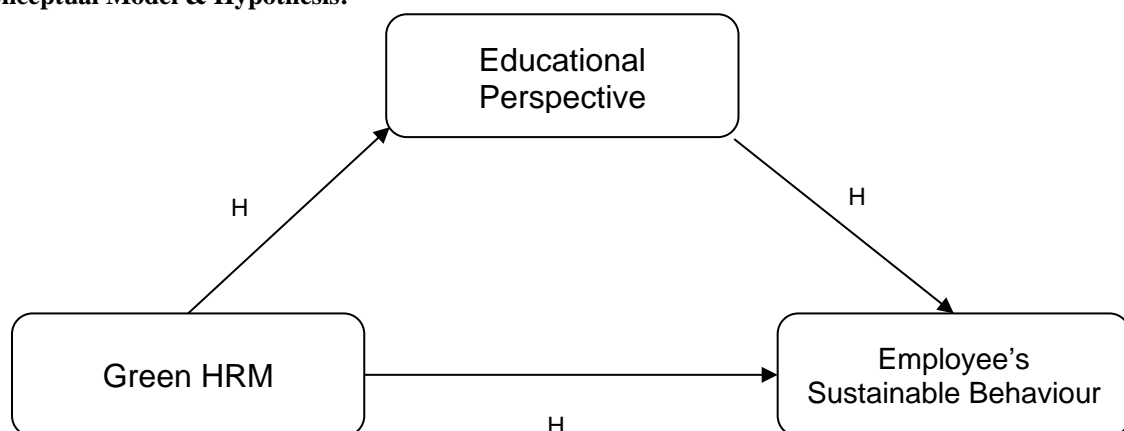 nceptual Model & Hypothesis:
Educational
Perspective
H
H
Green HRM
Employee's
Sustainable Behaviour
H